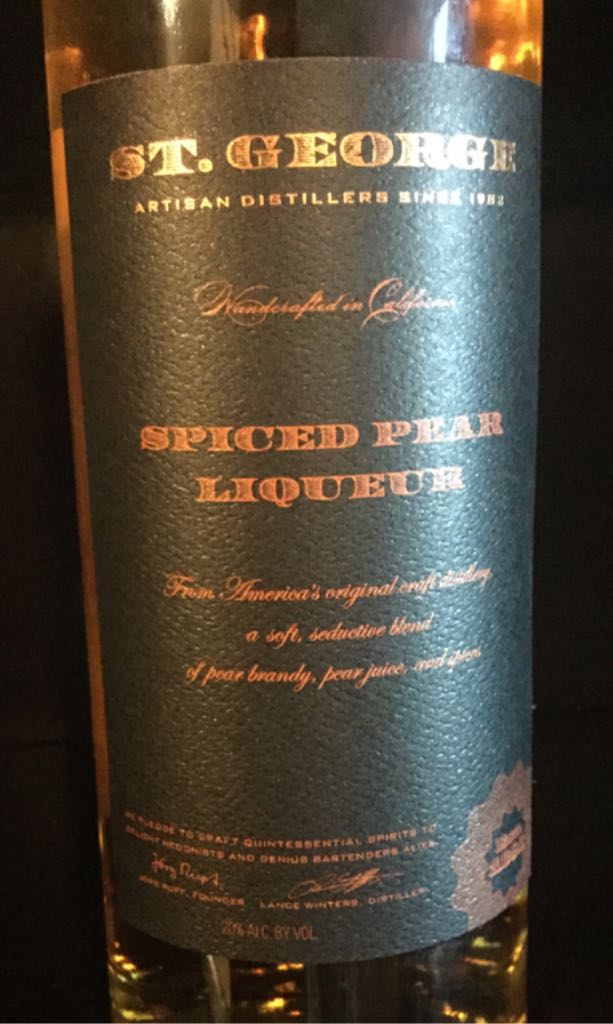 ST. GEORGE
ARTISAN DISTILLERS SINCE 1982
Handcrafted in California
SPICED PEAR
LIQUEUR
From America's original craft distillery,
a soft, seductive blend
of pear brandy, pear juice, and spices
WE PLEDGE TO CRAFT QUINTESSENTIAL SPIRITS TO
DELIGHT HEDONISTS AND GENIUS BARTENDERS ALIKE.
JÖRG RUPF, FOUNDER LANCE WINTERS, DISTILLER
20% ALC. BY VOL.